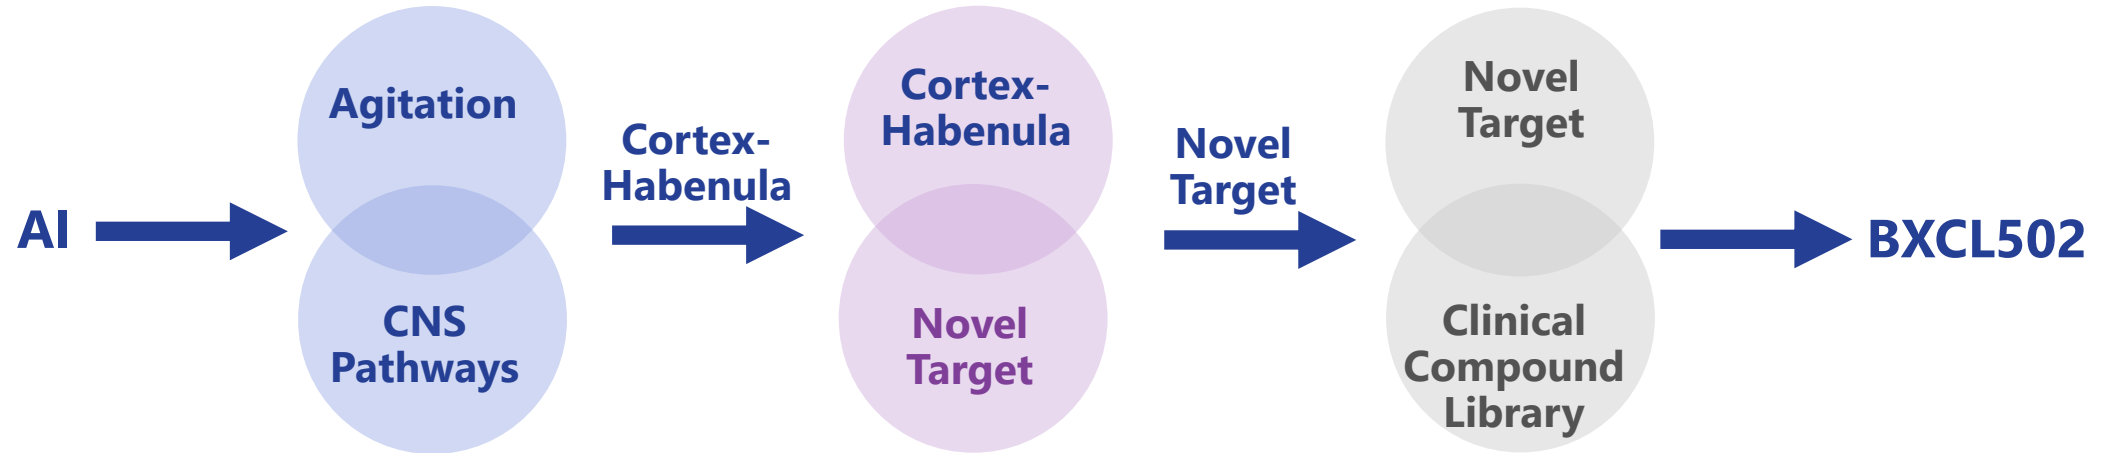 AI
Agitation
CNS
Pathways
Cortex-
Habenula
Cortex-
Habenula
Novel
Target
Novel
Target
Novel
Target
Clinical
Compound
Library
BXCL502